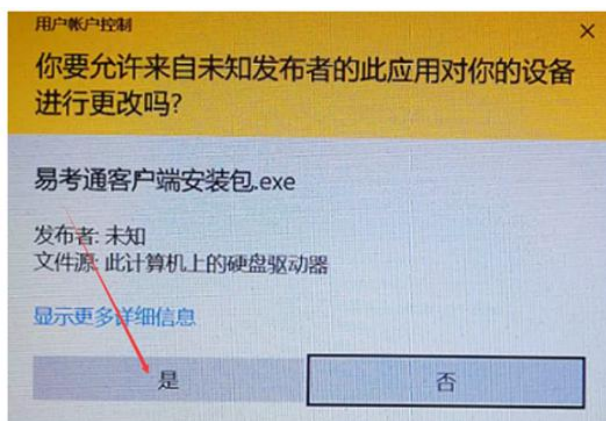 用户帐户控制
你要允许来自未知发布者的此应用对你的设备
进行更改吗?
易考通客户端安装包.exe
发布者: 未知
文件源: 此计算机上的硬盘驱动器
显示更多详细信息
是
否